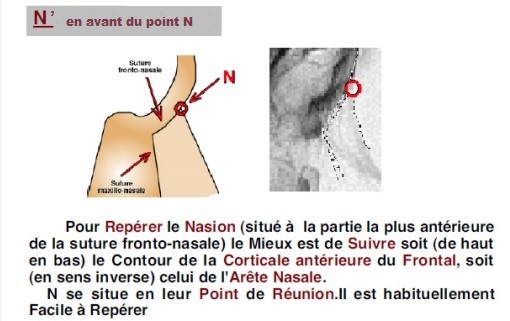 N’ en avant du point N
Suture
fronto-nasale
N
Suture
maxillo-nasale
Pour Repérer le Nasion (situé à la partie la plus antérieure
de la suture fronto-nasale) le Mieux est de Suivre soit (de haut
en bas) le Contour de la Corticale antérieure du Frontal, soit
(en sens inverse) celui de l'Arête Nasale.
N se situe en leur Point de Réunion.Il est habituellement
Facile à Repérer